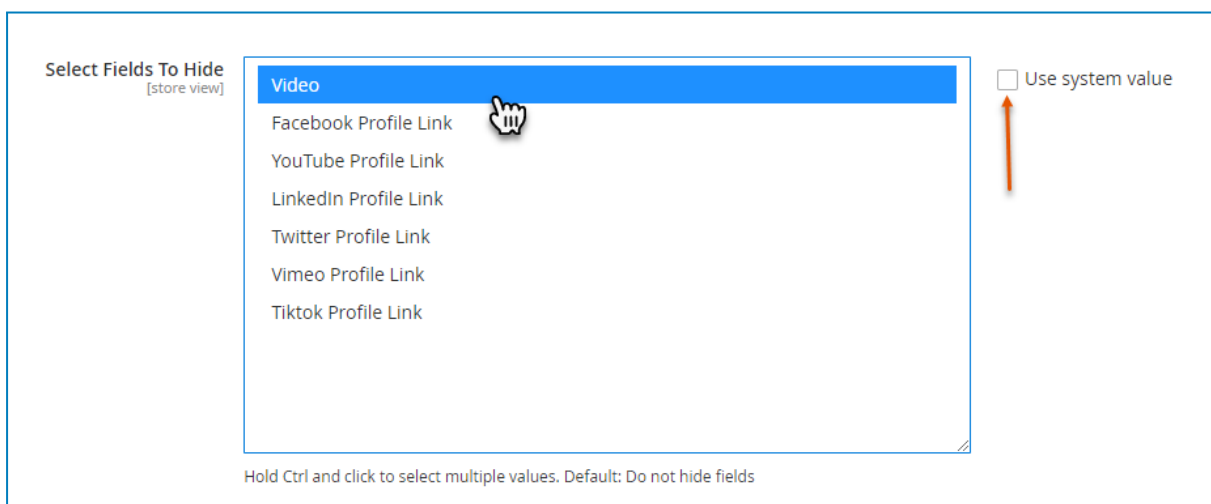 Select Fields To Hide
[store view]
Video
Facebook Profile Link
YouTube Profile Link
LinkedIn Profile Link
Twitter Profile Link
Vimeo Profile Link
Tiktok Profile Link
Use system value
Hold Ctrl and click to select multiple values. Default: Do not hide fields